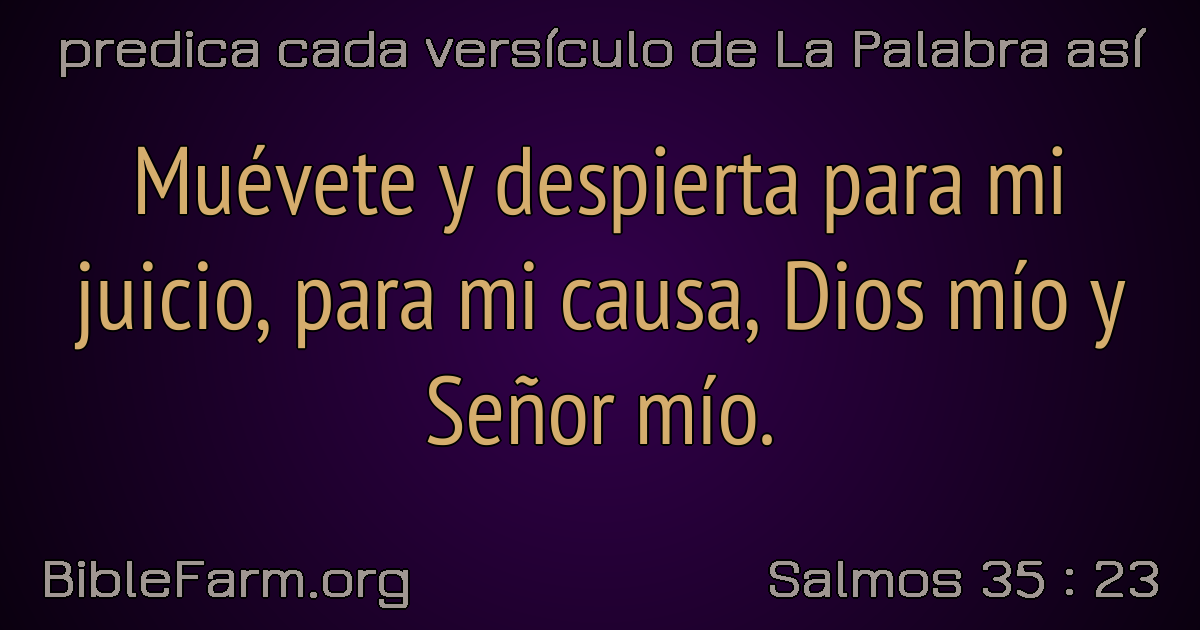 predica cada versículo de La Palabra así
Muévete y despierta para mi
juicio, para mi causa, Dios mío y
Señor mío.
BibleFarm.org
Salmos 35 : 23